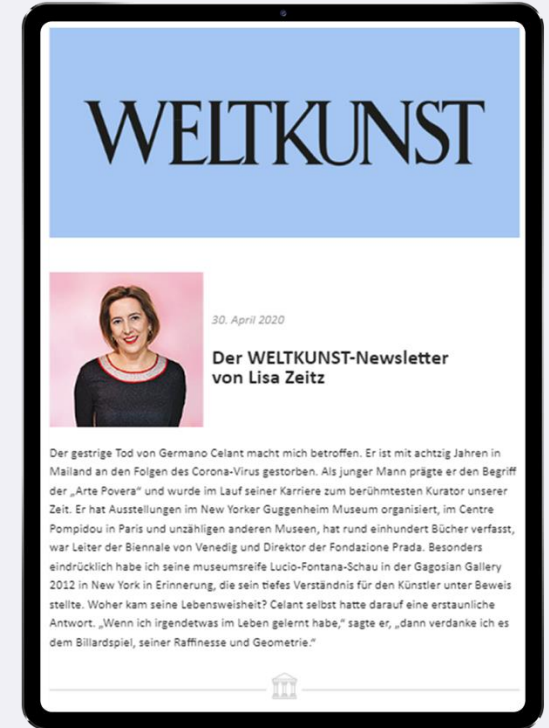 WELTKUNST
30. April 2020
Der WELTKUNST-Newsletter
von Lisa Zeitz
Der gestrige Tod von Germano Celant macht mich betroffen. Er ist mit achtzig Jahren in
Mailand an den Folgen des Corona-Virus gestorben. Als junger Mann prägte er den Begriff
der „Arte Povera“ und wurde im Lauf seiner Karriere zum berühmtesten Kurator unserer
Zeit. Er hat Ausstellungen im New Yorker Guggenheim Museum organisiert, im Centre
Pompidou in Paris und unzähligen anderen Museen, hat rund einhundert Bücher verfasst,
war Leiter der Biennale von Venedig und Direktor der Fondazione Prada. Besonders
eindrücklich habe ich seine museumsreife Lucio-Fontana-Schau in der Gagosian Gallery
2012 in New York in Erinnerung, die sein tiefes Verständnis für den Künstler unter Beweis
stellte. Woher kam seine Lebensweisheit? Celant selbst hatte darauf eine erstaunliche
Antwort. „Wenn ich irgendetwas im Leben gelernt habe,“ sagte er, „dann verdanke ich es
dem Billardspiel, seiner Raffinesse und Geometrie.“